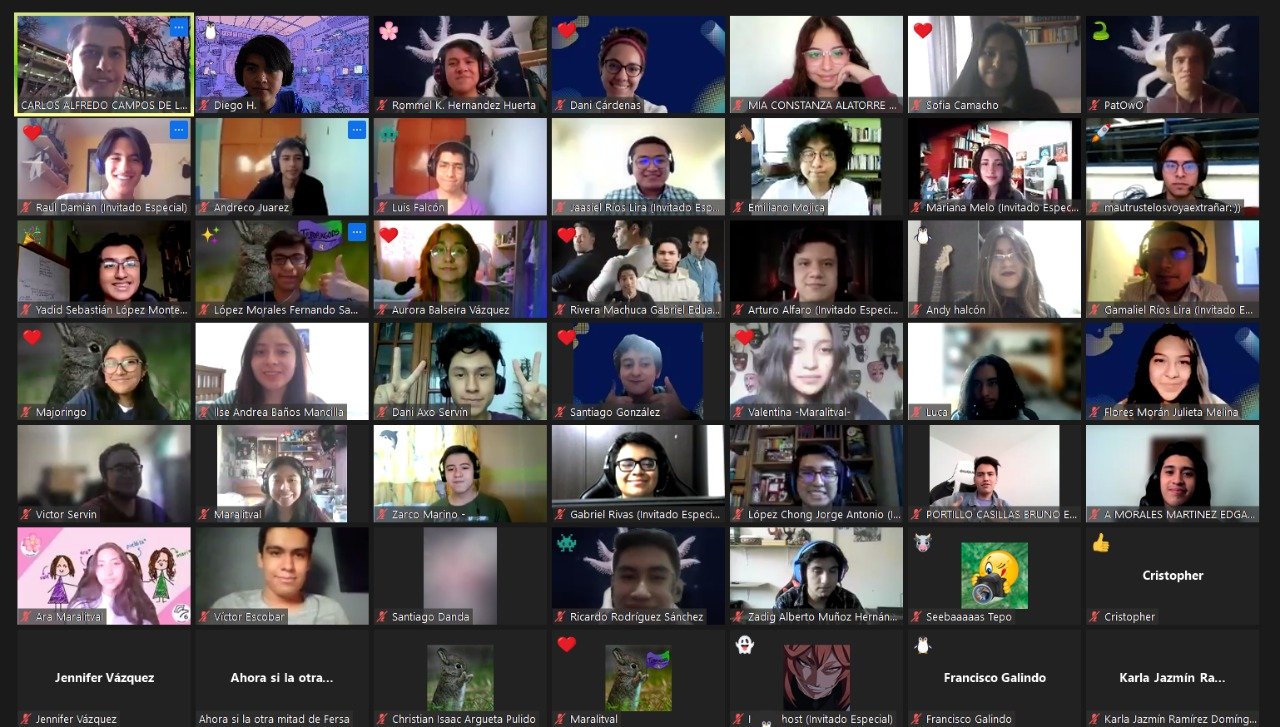 CARLOS ALFREDO CAMPOS DE L...
Diego H.
Rommel K. Hernandez Huerta
Dani Cárdenas
MIA CONSTANZA ALATORRE ...
Sofia Camacho
PatOwO
Raúl Damián (Invitado Especial)
Andreco Juarez
Luis Falcón
Jaasiel Ríos Lira (Invitado Esp...
Emiliano Mojica
Mariana Melo (Invitado Espec...
mautrustelosvoyaextrañar:))
Yadid Sebastián López Monte...
López Morales Fernando Sa...
Aurora Balseira Vázquez
Rivera Machuca Gabriel Edua...
Arturo Alfaro (Invitado Especi...
Andy halcón
Gamaliel Ríos Lira (Invitado E...
Majoringo
Ilse Andrea Baños Mancilla
Dani Axo Servín
Santiago González
Valentina -Maralitval-
Luca
Flores Morán Julieta Melina
Victor Servin
Maralitval
Zarco Marino -
Gabriel Rivas (Invitado Especi...
López Chong Jorge Antonio (I...
PORTILLO CASILLAS BRUNO E...
A MORALES MARTINEZ EDGA...
Ara Maralitval
Víctor Escobar
Santiago Danda
Ricardo Rodríguez Sánchez
Zadig Alberto Muñoz Hernán...
Seebaaaaas Tepo
Cristopher
Cristopher
Jennifer Vázquez
Ahora si la otra...
Francisco Galindo
Karla Jazmín Ra...
Jennifer Vázquez
Ahora si la otra mitad de Fersa
Christian Isaac Argueta Pulido
Maralitval
host (Invitado Especial)
Francisco Galindo
Karla Jazmín Ramírez Domíng...